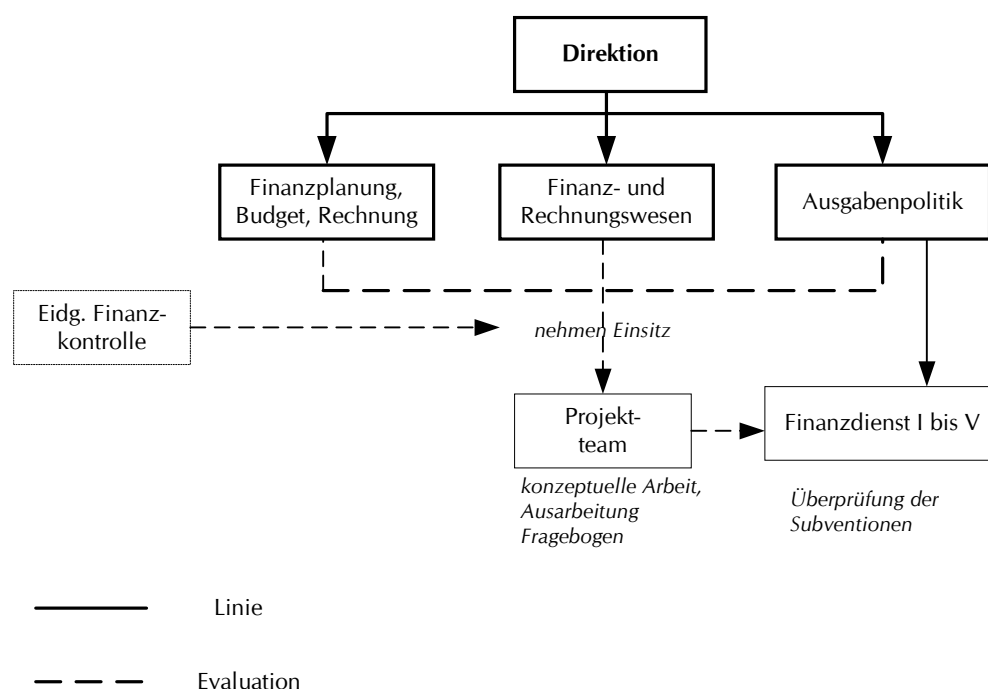 Direktion
Finanzplanung,
Budget, Rechnung
Finanz- und
Rechnungswesen
Ausgabenpolitik
Eidg. Finanz-
kontrolle
nehmen Einsitz
Projekt-
team
Finanzdienst I bis V
konzeptuelle Arbeit,
Ausarbeitung
Fragebogen
Überprüfung der
Subventionen
Linie
Evaluation